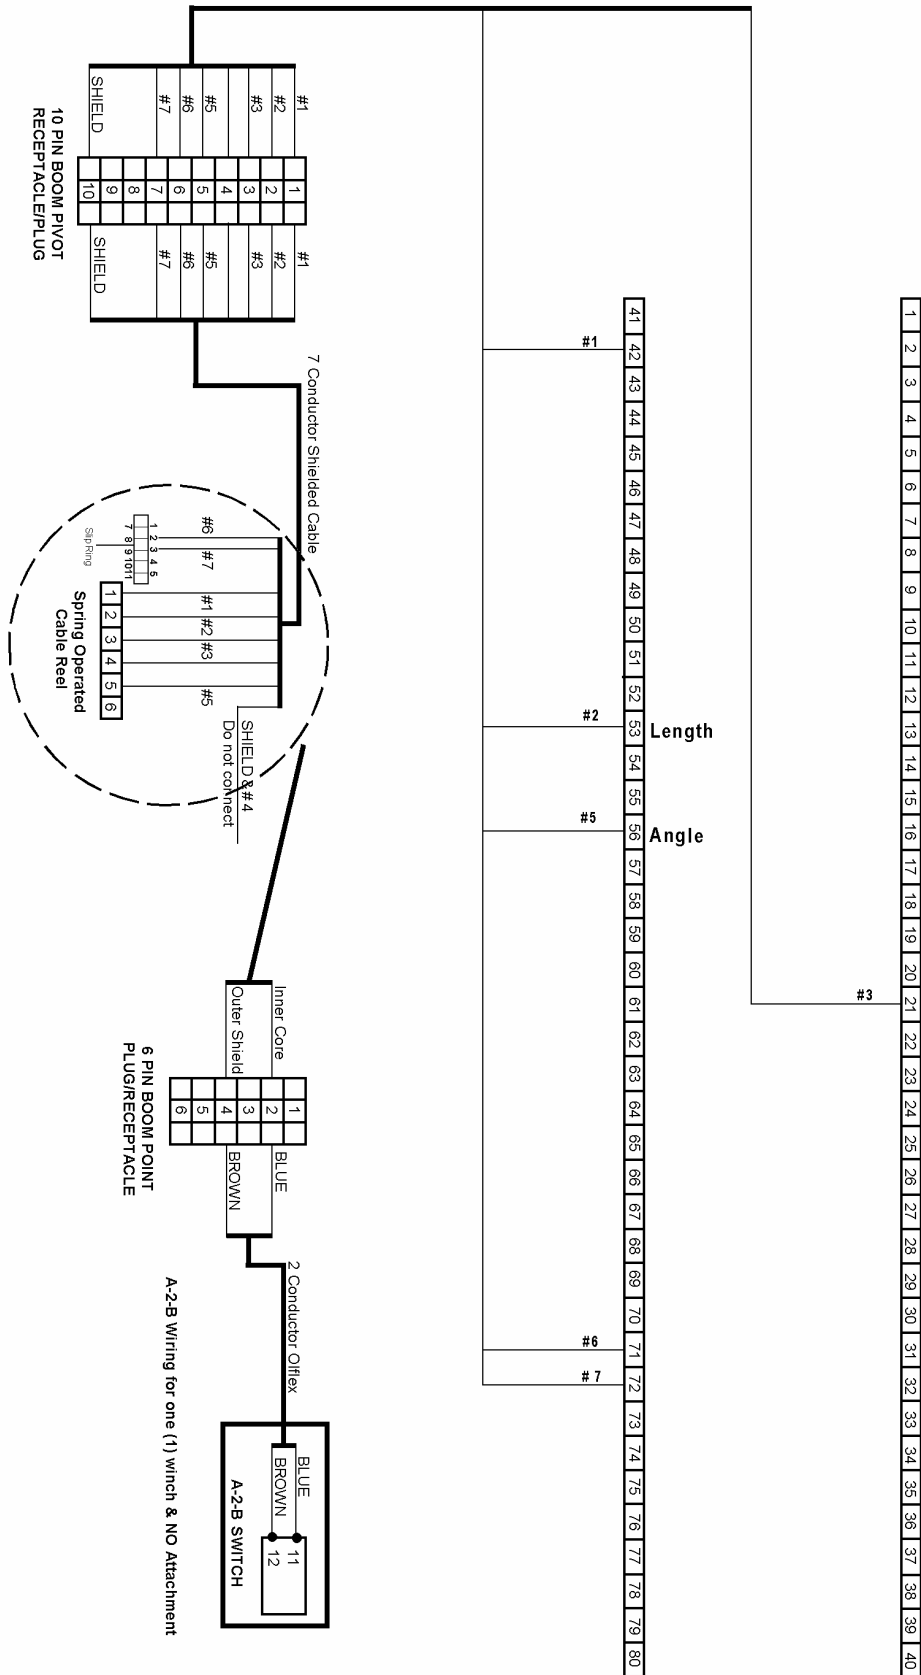 1 2 3 4 5 6 7 8 9 10 11 12 13 14 15 16 17 18 19 20 21 22 23 24 25 26 27 28 29 30 31 32 33 34 35 36 37 38 39 40
#3
Length
Angle
41 42 43 44 45 46 47 48 49 50 51 52 53 54 55 56 57 58 59 60 61 62 63 64 65 66 67 68 69 70 71 72 73 74 75 76 77 78 79 80
#1
#2
#5
#6
# 7
#1
#2
#3
#5
#6
#7
SHIELD
1 2 3 4 5 6 7 8 9 10
#1
#2
#3
#5
#6
#7
SHIELD
10 PIN BOOM PIVOT
RECEPTACLE/PLUG
7 Conductor Shielded Cable
#6
#7
#1
#2
#3
#5
SHIELD & # 4
Do not connect
1 2 3 4 5
7 8 9 10 11
Slip Ring
1 2 3 4 5 6
Spring Operated
Cable Reel
Inner Core
Outer Shield
1 2 3 4 5 6
BLUE
BROWN
6 PIN BOOM POINT
PLUG/RECEPTACLE
2 Conductor Olflex
BLUE
BROWN
11
12
A-2-B SWITCH
A-2-B Wiring for one (1) winch & NO Attachment